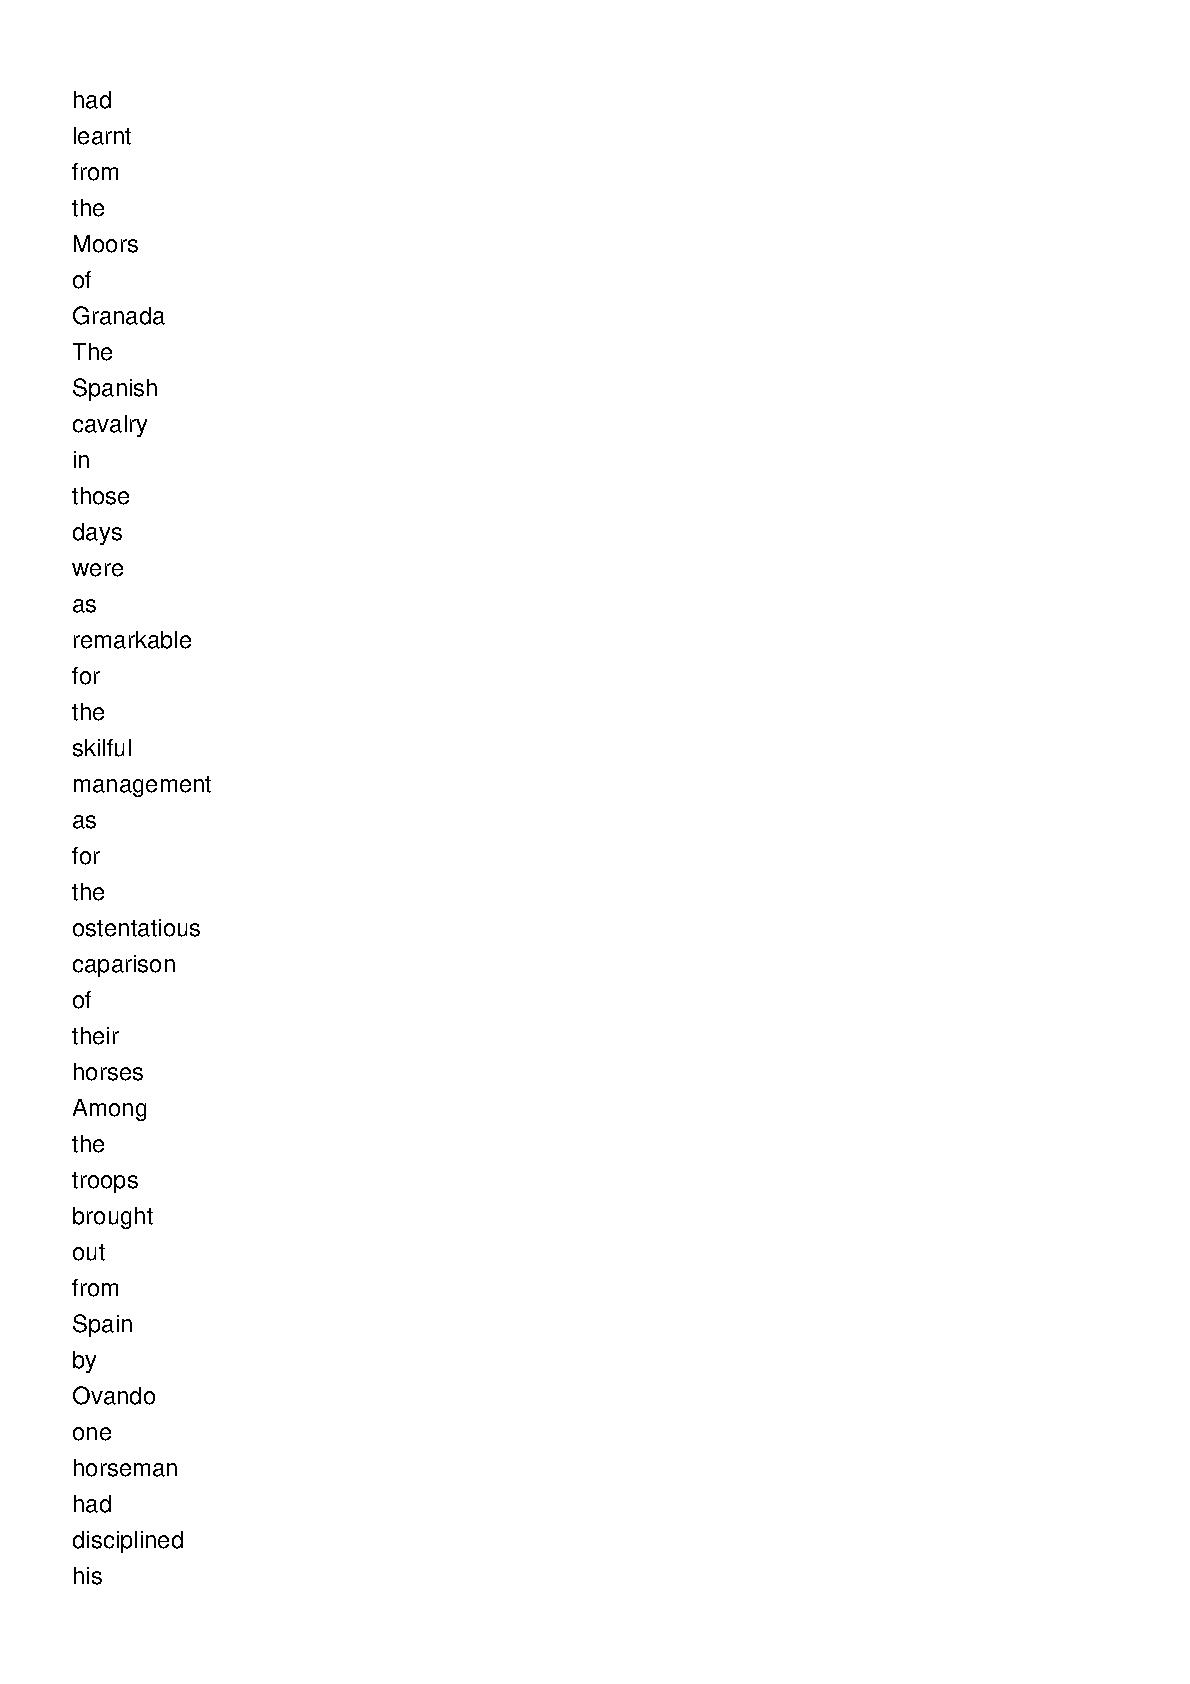 had
learnt
from
the
Moors
of
Granada
The
Spanish
cavalry
in
those
days
were
as
remarkable
for
the
skilful
management
as
for
the
ostentatious
caparison
of
their
horses
Among
the
troops
brought
out
from
Spain
by
Ovando
one
horseman
had
disciplined
his